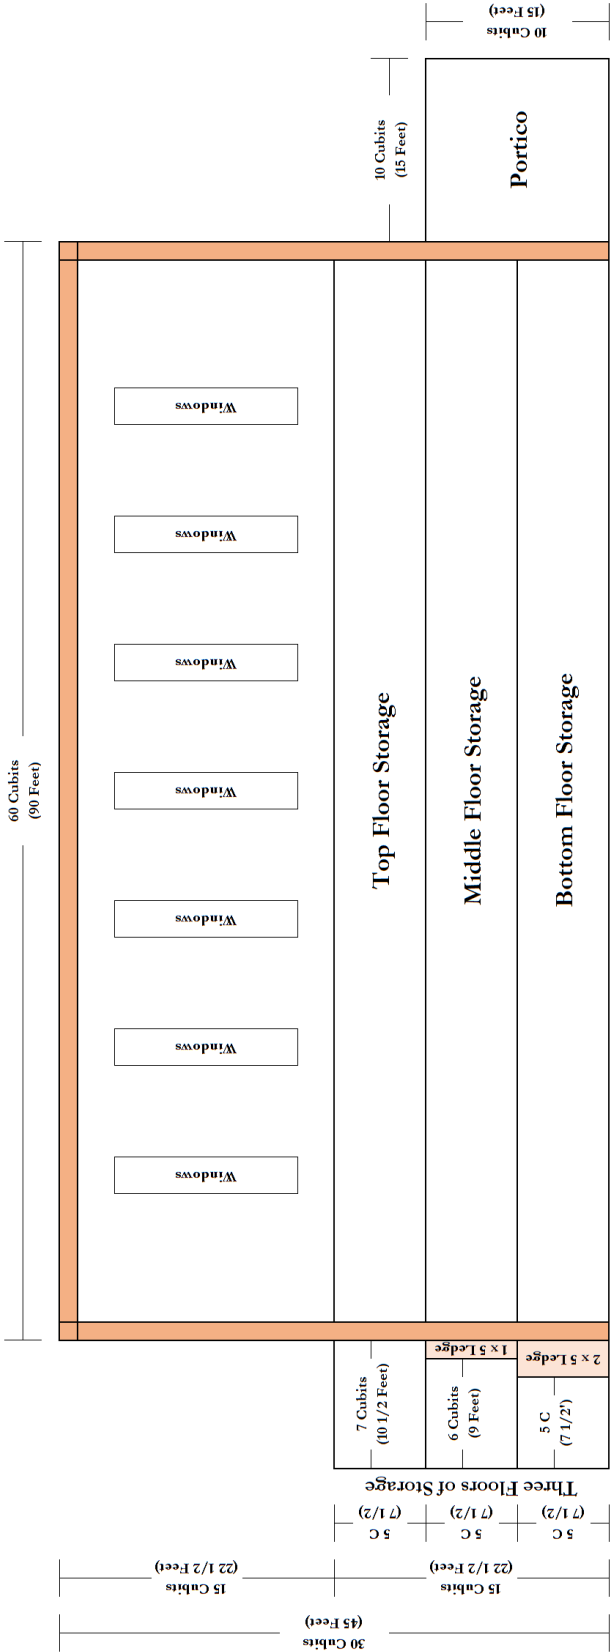 10 Cubits
(15 Feet)
10 Cubits
(15 Feet)
Portico
60 Cubits
(90 Feet)
Windows
Windows
Windows
Windows
Windows
Windows
Windows
Top Floor Storage
Middle Floor Storage
Bottom Floor Storage
7 Cubits
(10 1/2 Feet)
1 x 5 Ledge
6 Cubits
(9 Feet)
2 x 5 Ledge
5 C
(7 1/2')
Three Floors of Storage
5 C
(7 1/2)
5 C
(7 1/2)
5 C
(7 1/2)
15 Cubits
(22 1/2 Feet)
15 Cubits
(22 1/2 Feet)
30 Cubits
(45 Feet)